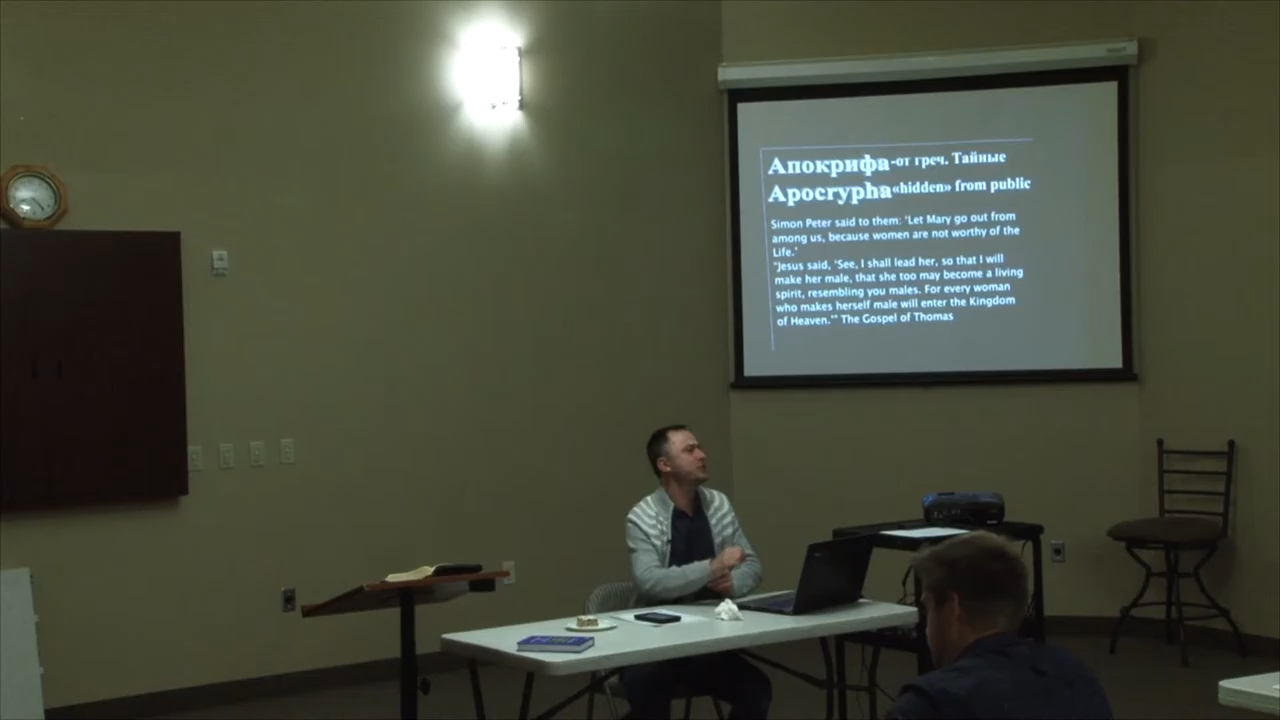 Апокрифа-от греч. Тайные
Apocrypha«hidden» from public
Simon Peter said to them: 'Let Mary go out from
among us, because women are not worthy of the
Life.'
"Jesus said, 'See, I shall lead her, so that I will
make her male, that she too may become a living
spirit, resembling you males. For every woman
who makes herself male will enter the Kingdom
of Heaven.'" The Gospel of Thomas